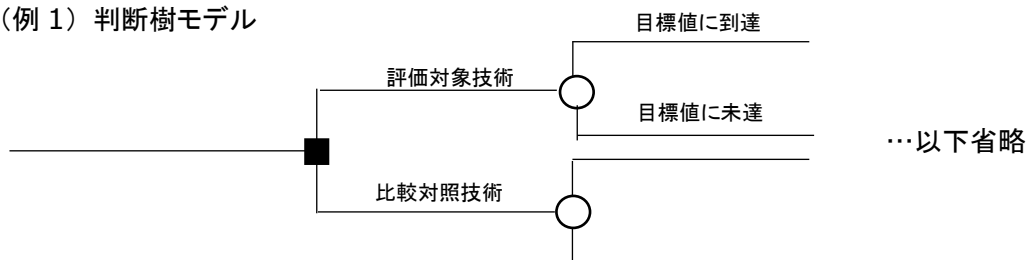 (例 1) 判断樹モデル
目標値に到達
評価対象技術
目標値に未達
…以下省略
比較対照技術